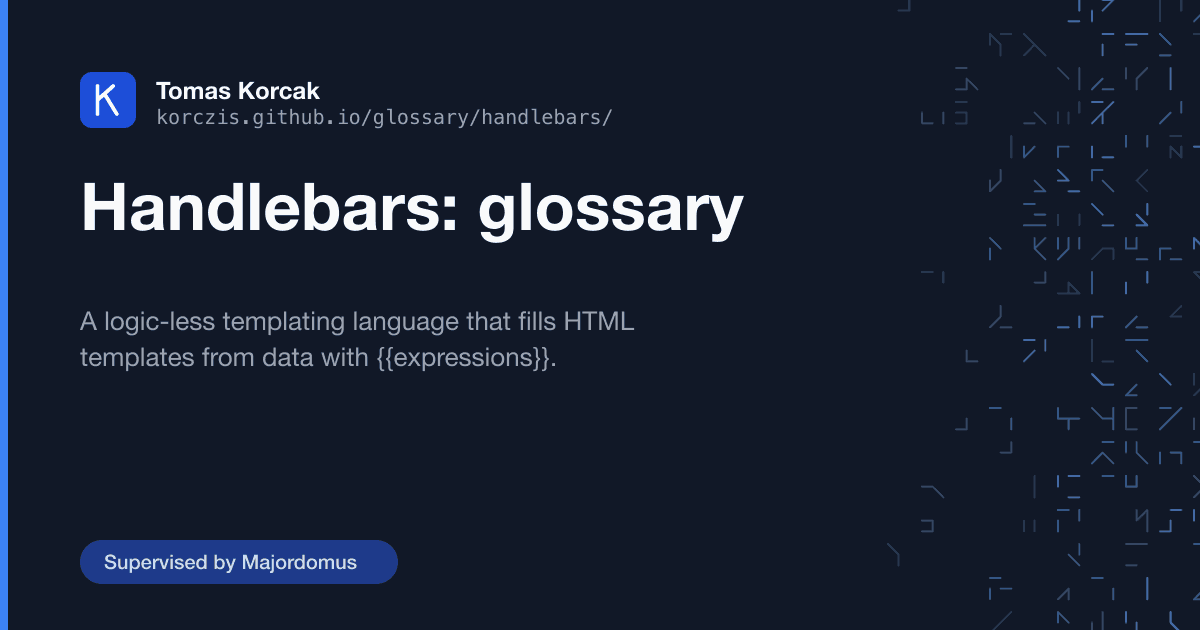 K
Tomas Korcak
korczis.github.io/glossary/handlebars/
Handlebars: glossary
A logic-less templating language that fills HTML
templates from data with {{expressions}}.
Supervised by Majordomus